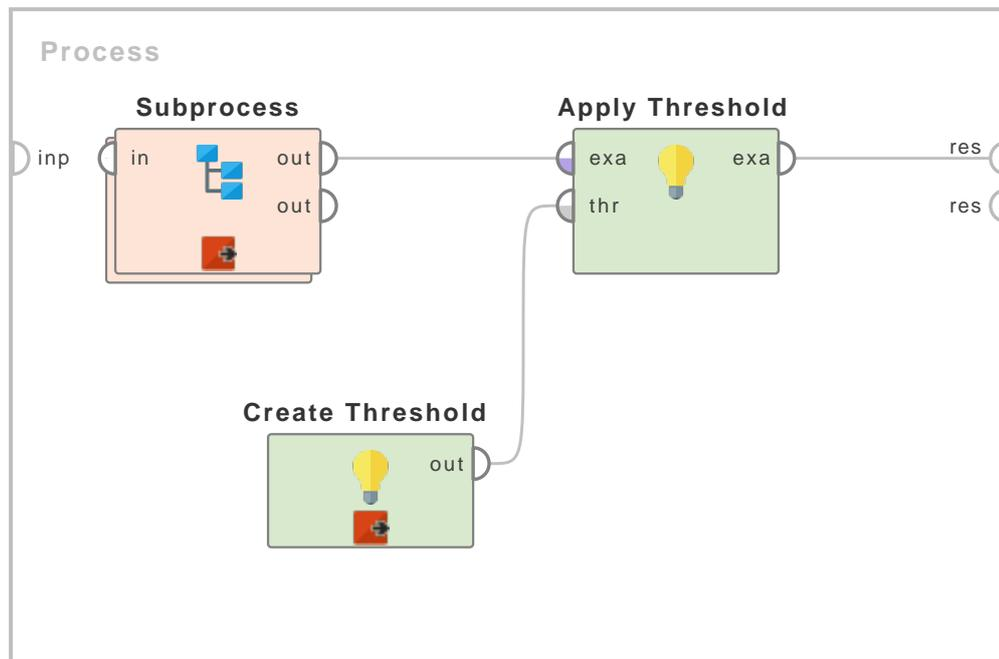 Process
Subprocess
Apply Threshold
inp
in
out
exa
exa
res
out
thr
res
Create Threshold
out